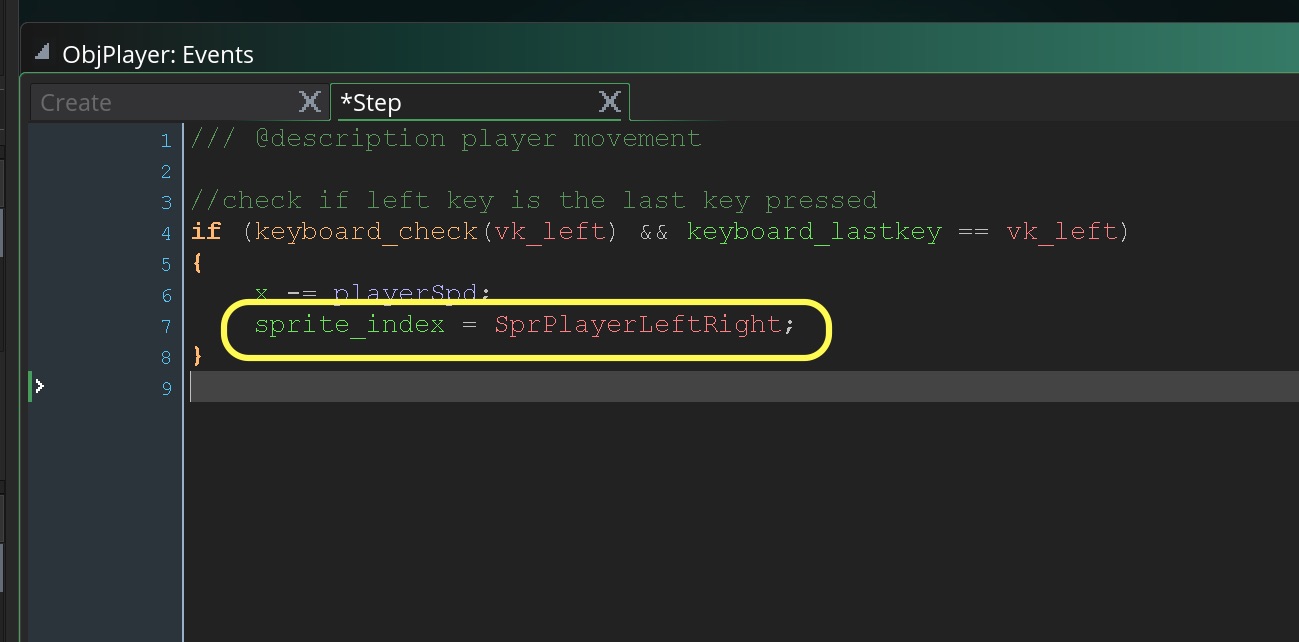 ObjPlayer: Events
Create *Step
1 /// @description player movement
2
3 //check if left key is the last key pressed
4 if (keyboard_check(vk_left) && keyboard_lastkey == vk_left)
5 {
6 x -= playerSpd;
7 sprite_index = SprPlayerLeftRight;
8 }
9